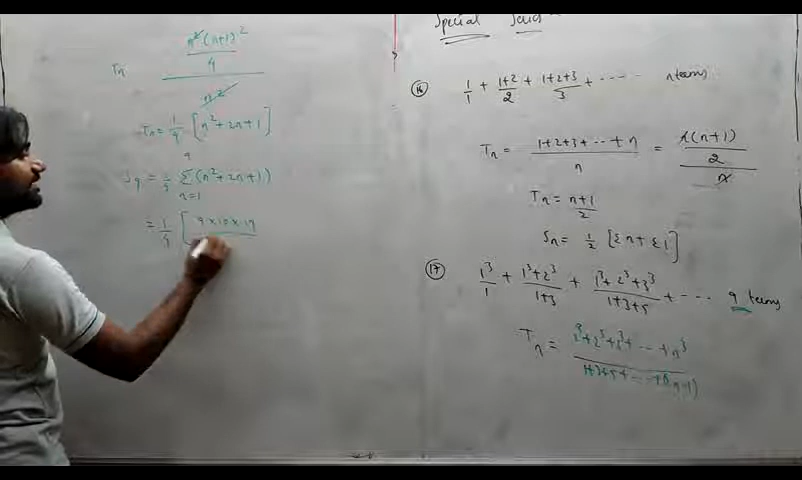 n²(n+1)²
4
Tn
n²
Tn = 1/4 [n² + 2n + 1]
9
S9 = 1/4 Σ (n² + 2n + 1)
n=1
= 1/4 [ 9 × 10 × 19
Special
(16) 1/1 + (1+2)/2 + (1+2+3)/3 + ----- n terms
Tn = (1+2+3+ --- + n)/n = (n(n+1)/2)/n
Tn = (n+1)/2
Sn = 1/2 [Σn + Σ1]
(17) 1³/1 + (1³+2³)/(1+3) + (1³+2³+3³)/(1+3+5) + --- 9 terms
Tn = (1³+2³+3³+ --- + n³)/(1+3+5+ --- + (2n-1))